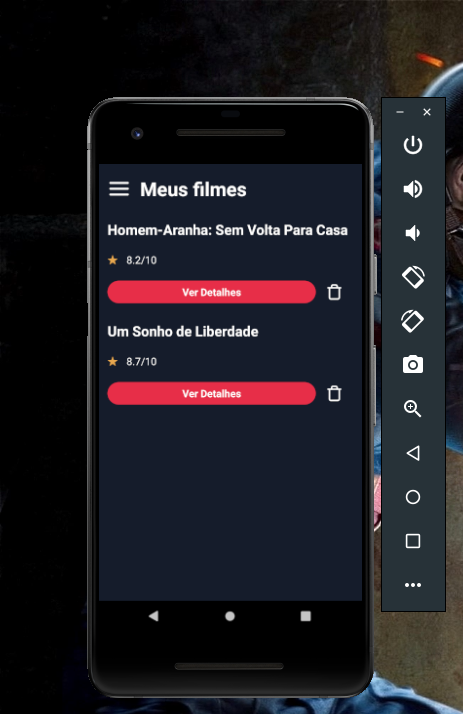 Meus filmes
Homem-Aranha: Sem Volta Para Casa
8.2/10
Ver Detalhes
Um Sonho de Liberdade
8.7/10
Ver Detalhes